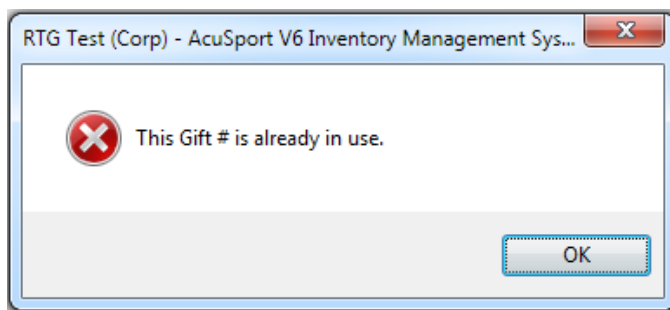 RTG Test (Corp) - AcuSport V6 Inventory Management Sys...
This Gift # is already in use.
OK